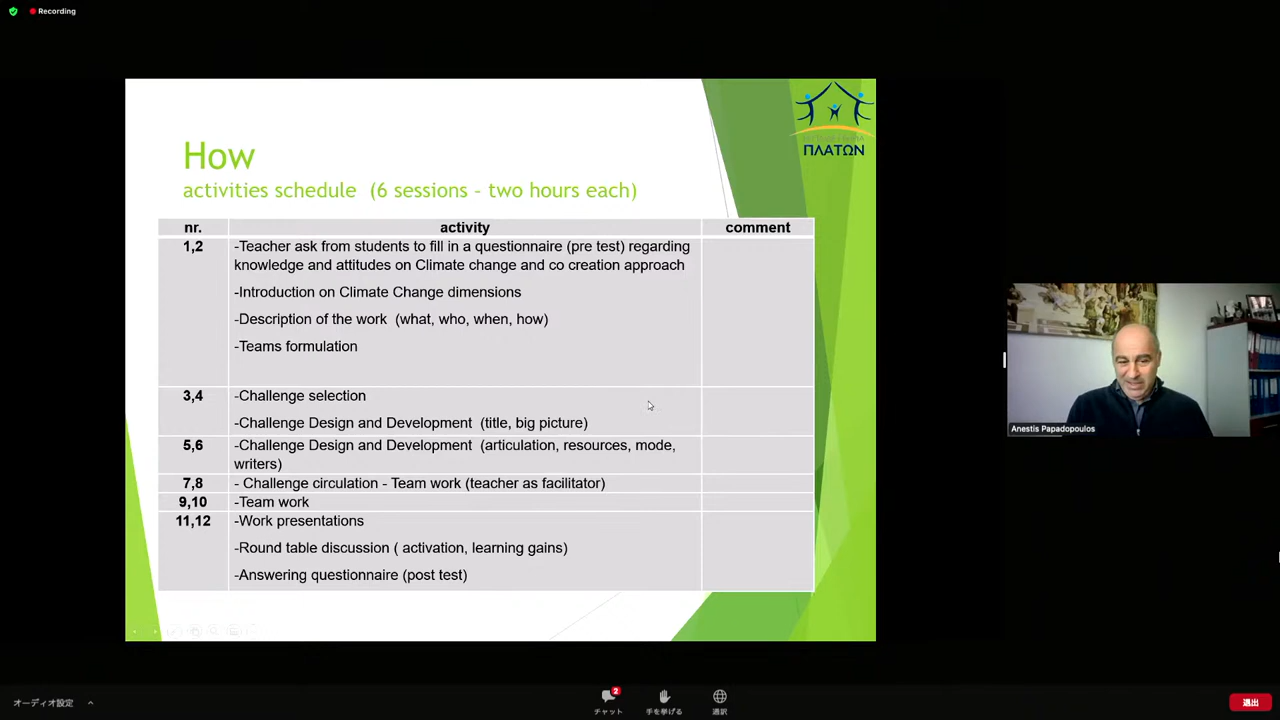 Recording
ΠΛΑΤΩΝ
How
activities schedule (6 sessions - two hours each)
nr. activity comment
1,2 -Teacher ask from students to fill in a questionnaire (pre test) regarding
knowledge and attitudes on Climate change and co creation approach
-Introduction on Climate Change dimensions
-Description of the work (what, who, when, how)
-Teams formulation
3,4 -Challenge selection
-Challenge Design and Development (title, big picture)
5,6 -Challenge Design and Development (articulation, resources, mode,
writers)
7,8 - Challenge circulation - Team work (teacher as facilitator)
9,10 -Team work
11,12 -Work presentations
-Round table discussion ( activation, learning gains)
-Answering questionnaire (post test)
Anestis Papadopoulos
オーディオ設定
2
チャット
手を挙げる
通訳
退出